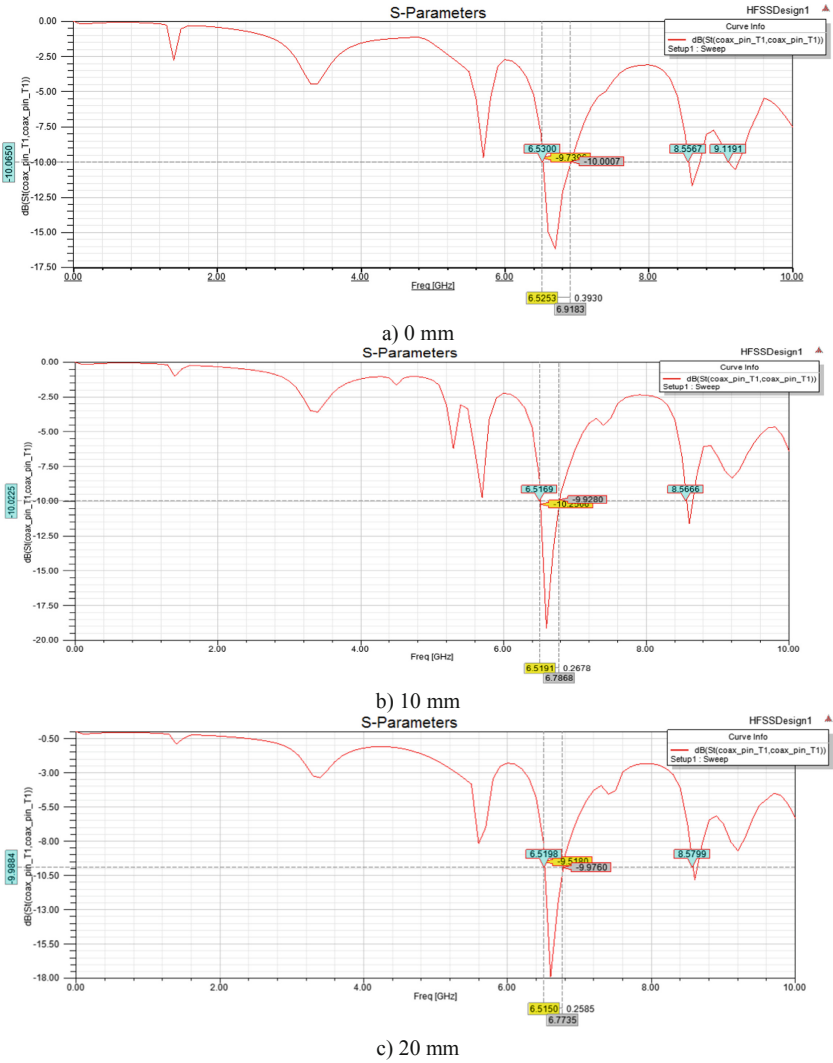 S-Parameters
HFSSDesign1
Curve Info
dB(St(coax_pin_T1,coax_pin_T1))
Setup1 : Sweep
0.00
-2.50
-5.00
-7.50
-10.00
-12.50
-15.00
-17.50
dB(St(coax_pin_T1,coax_pin_T1))
-10.0650
6.5300
-10.0007
8.5567
9.1191
0.00 2.00 4.00 6.00 8.00 10.00
Freq [GHz]
6.5253 0.3930
6.9183
a) 0 mm
S-Parameters
HFSSDesign1
Curve Info
dB(St(coax_pin_T1,coax_pin_T1))
Setup1 : Sweep
0.00
-2.50
-5.00
-7.50
-10.00
-12.50
-15.00
-17.50
-20.00
dB(St(coax_pin_T1,coax_pin_T1))
-10.0225
6.5169
-9.9280
8.5666
0.00 2.00 4.00 6.00 8.00 10.00
Freq [GHz]
6.5191 0.2678
6.7868
b) 10 mm
S-Parameters
HFSSDesign1
Curve Info
dB(St(coax_pin_T1,coax_pin_T1))
Setup1 : Sweep
-0.50
-3.00
-5.50
-8.00
-10.50
-13.00
-15.50
-18.00
dB(St(coax_pin_T1,coax_pin_T1))
-9.9884
6.5198
-9.5180
-9.9760
8.5799
0.00 2.00 4.00 6.00 8.00 10.00
Freq [GHz]
6.5150 0.2585
6.7735
c) 20 mm